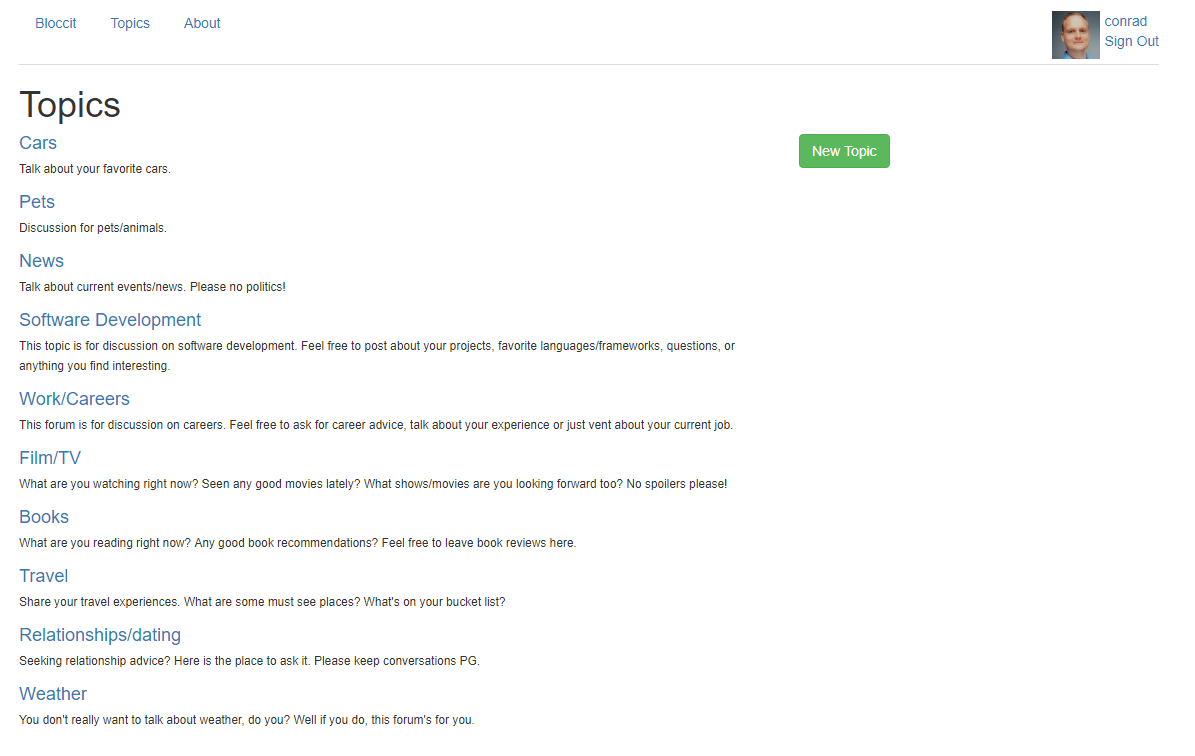 Bloccit Topics About
conrad
Sign Out
Topics
Cars
New Topic
Talk about your favorite cars.
Pets
Discussion for pets/animals.
News
Talk about current events/news. Please no politics!
Software Development
This topic is for discussion on software development. Feel free to post about your projects, favorite languages/frameworks, questions, or
anything you find interesting.
Work/Careers
This forum is for discussion on careers. Feel free to ask for career advice, talk about your experience or just vent about your current job.
Film/TV
What are you watching right now? Seen any good movies lately? What shows/movies are you looking forward too? No spoilers please!
Books
What are you reading right now? Any good book recommendations? Feel free to leave book reviews here.
Travel
Share your travel experiences. What are some must see places? What's on your bucket list?
Relationships/dating
Seeking relationship advice? Here is the place to ask it. Please keep conversations PG.
Weather
You don't really want to talk about weather, do you? Well if you do, this forum's for you.